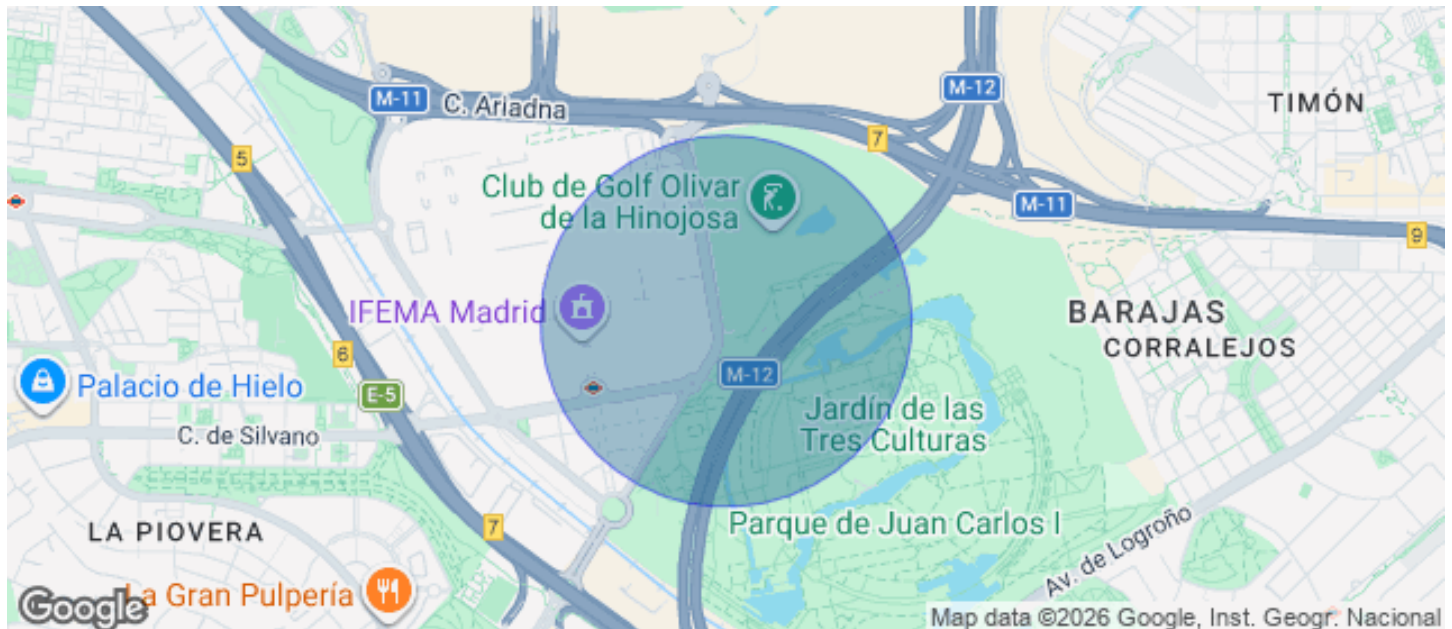 M-12
M-11
C. Ariadna
TIMÓN
7
5
Club de Golf Olivar
de la Hinojosa
M-11
9
IFEMA Madrid
BARAJAS
CORRALEJOS
6
M-12
Palacio de Hielo
E-5
Jardín de las
Tres Culturas
C. de Silvano
LA PIOVERA
7
Parque de Juan Carlos I
Av. de Logroño
La Gran Pulpería
Google
Map data ©2026 Google, Inst. Geogr. Nacional